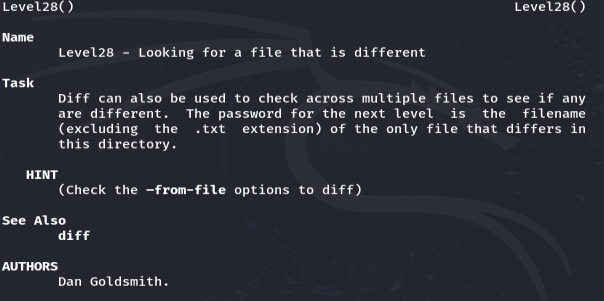 Level28() Level28()
Name
Level28 – Looking for a file that is different
Task
Diff can also be used to check across multiple files to see if any
are different. The password for the next level is the filename
(excluding the .txt extension) of the only file that differs in
this directory.
HINT
(Check the –from-file options to diff)
See Also
diff
AUTHORS
Dan Goldsmith.